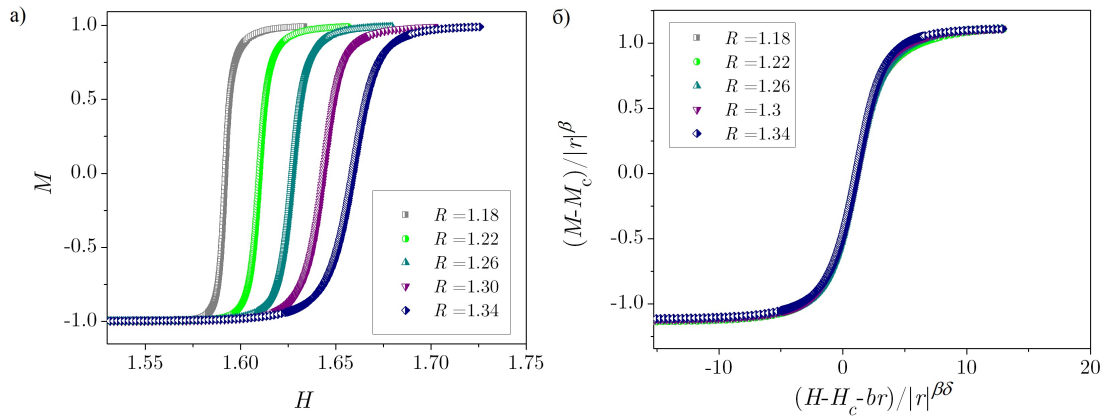 a)
M
1.0
0.5
1.0
0.0
-0.5
-1.0
R =1.18
R =1.22
R =1.26
R =1.30
R =1.34
1.55
1.60
1.65
1.70
1.75
H
б)
(M-M_c)/|r|^β
1.0
0.5
0.0
-0.5
-1.0
R =1.18
R =1.22
R =1.26
R =1.3
R =1.34
-10
0
10
20
(H-H_c-br)/|r|^βδ